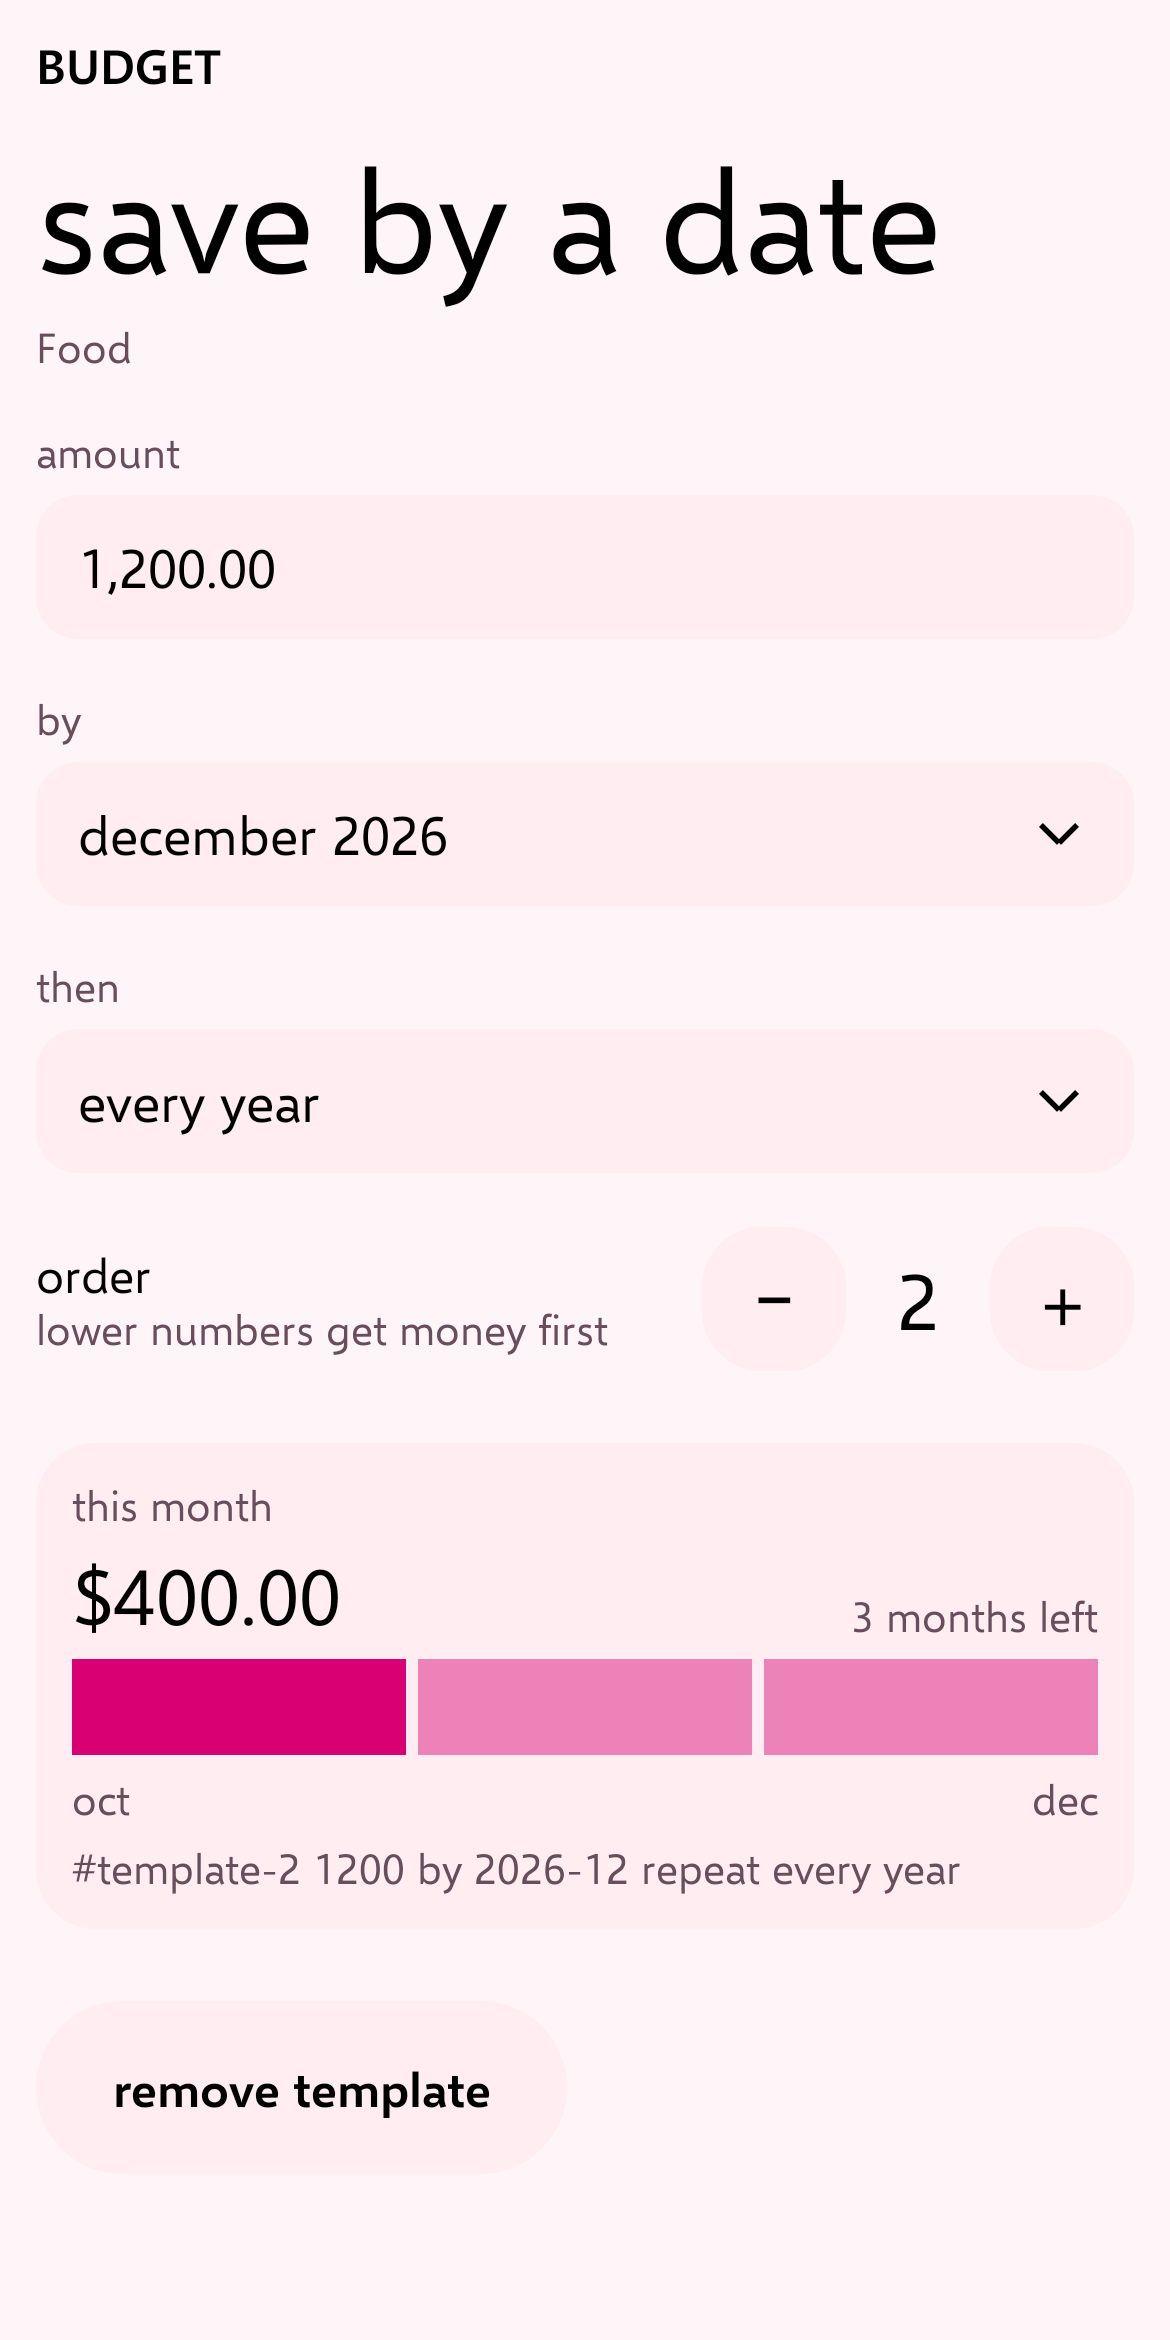 BUDGET
save by a date
Food
amount
1,200.00
by
december 2026
then
every year
order
lower numbers get money first
− 2 +
this month
$400.00
3 months left
oct
dec
#template-2 1200 by 2026-12 repeat every year
remove template